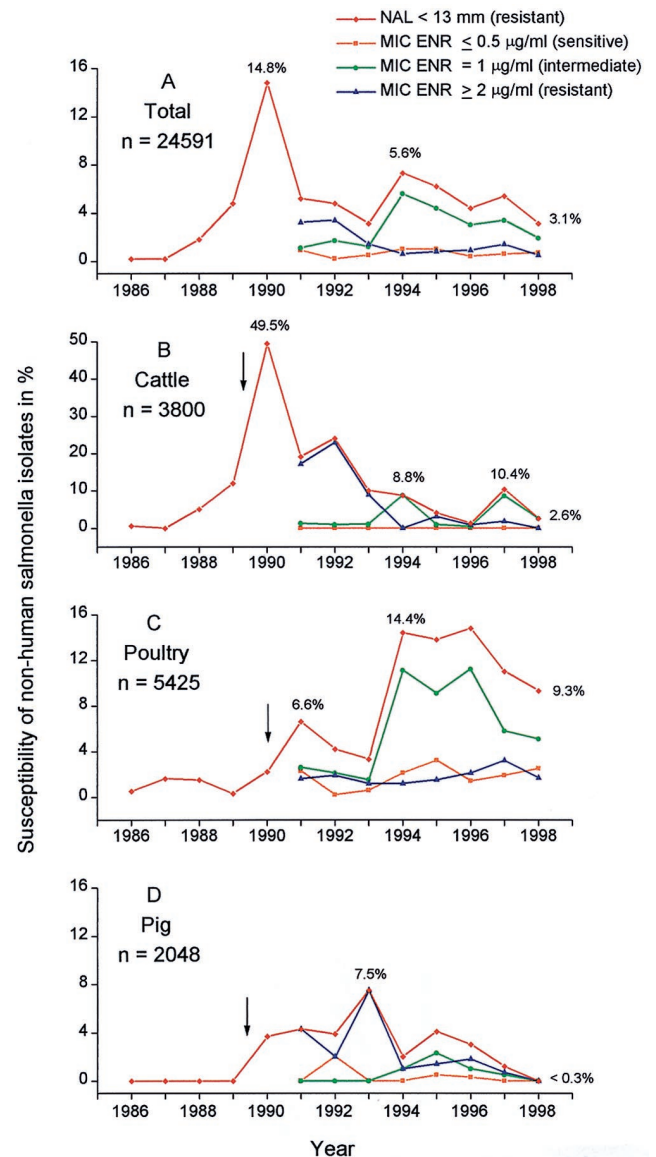 NAL < 13 mm (resistant)
MIC ENR ≤ 0.5 µg/ml (sensitive)
MIC ENR = 1 µg/ml (intermediate)
MIC ENR ≥ 2 µg/ml (resistant)
Susceptibility of non-human salmonella isolates in %
16
12
8
4
0
A
Total
n = 24591
14.8%
5.6%
3.1%
1986 1988 1990 1992 1994 1996 1998
50
40
30
20
10
0
B
Cattle
n = 3800
49.5%
8.8%
10.4%
2.6%
1986 1988 1990 1992 1994 1996 1998
16
12
8
4
0
C
Poultry
n = 5425
6.6%
14.4%
9.3%
1986 1988 1990 1992 1994 1996 1998
16
12
8
4
0
D
Pig
n = 2048
7.5%
< 0.3%
1986 1988 1990 1992 1994 1996 1998
Year